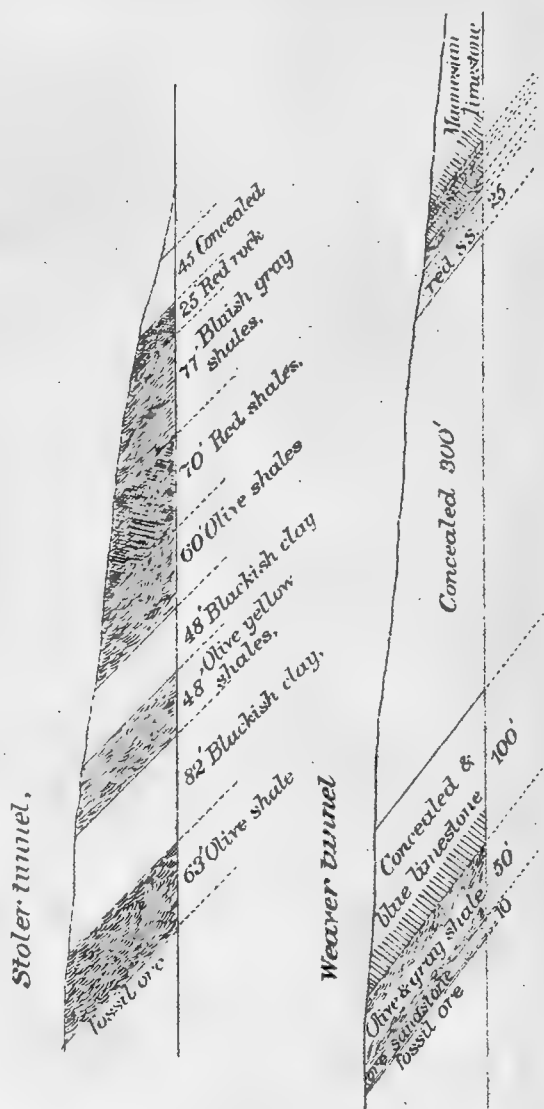 Stoler tunnel,
45 Concealed
25 Red rock
77' Bluish gray
shales.
70' Red shales.
60' Olive shales
48' Blackish clay
48' Olive yellow
shales,
82' Blackish clay,
63' Olive shale
fossil ore
Weaver tunnel
Magnesian
limestone
red s.s. 25
Concealed 300'
Concealed & 100'
blue limestone
Olive & gray shale 50'
ore sandstone 10'
fossil ore